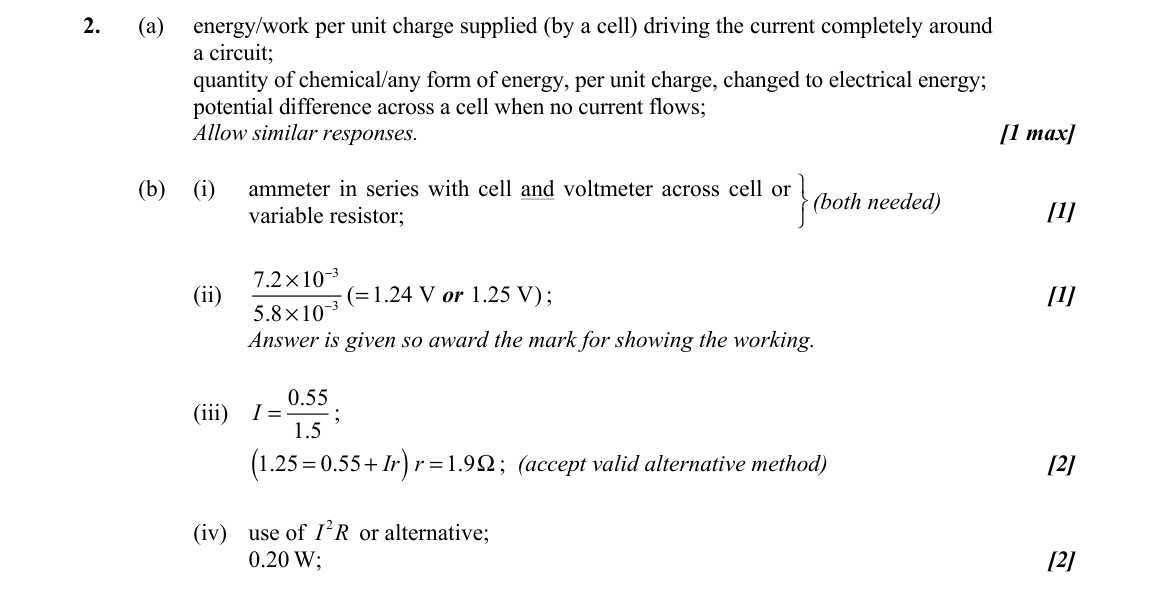 2. (a) energy/work per unit charge supplied (by a cell) driving the current completely around
a circuit;
quantity of chemical/any form of energy, per unit charge, changed to electrical energy;
potential difference across a cell when no current flows;
Allow similar responses. [1 max]
(b) (i) ammeter in series with cell and voltmeter across cell or
variable resistor; } (both needed) [1]
(ii) 7.2×10⁻³ / 5.8×10⁻³ (=1.24 V or 1.25 V); [1]
Answer is given so award the mark for showing the working.
(iii) I = 0.55 / 1.5 ;
(1.25 = 0.55 + Ir) r = 1.9Ω; (accept valid alternative method) [2]
(iv) use of I²R or alternative;
0.20 W; [2]